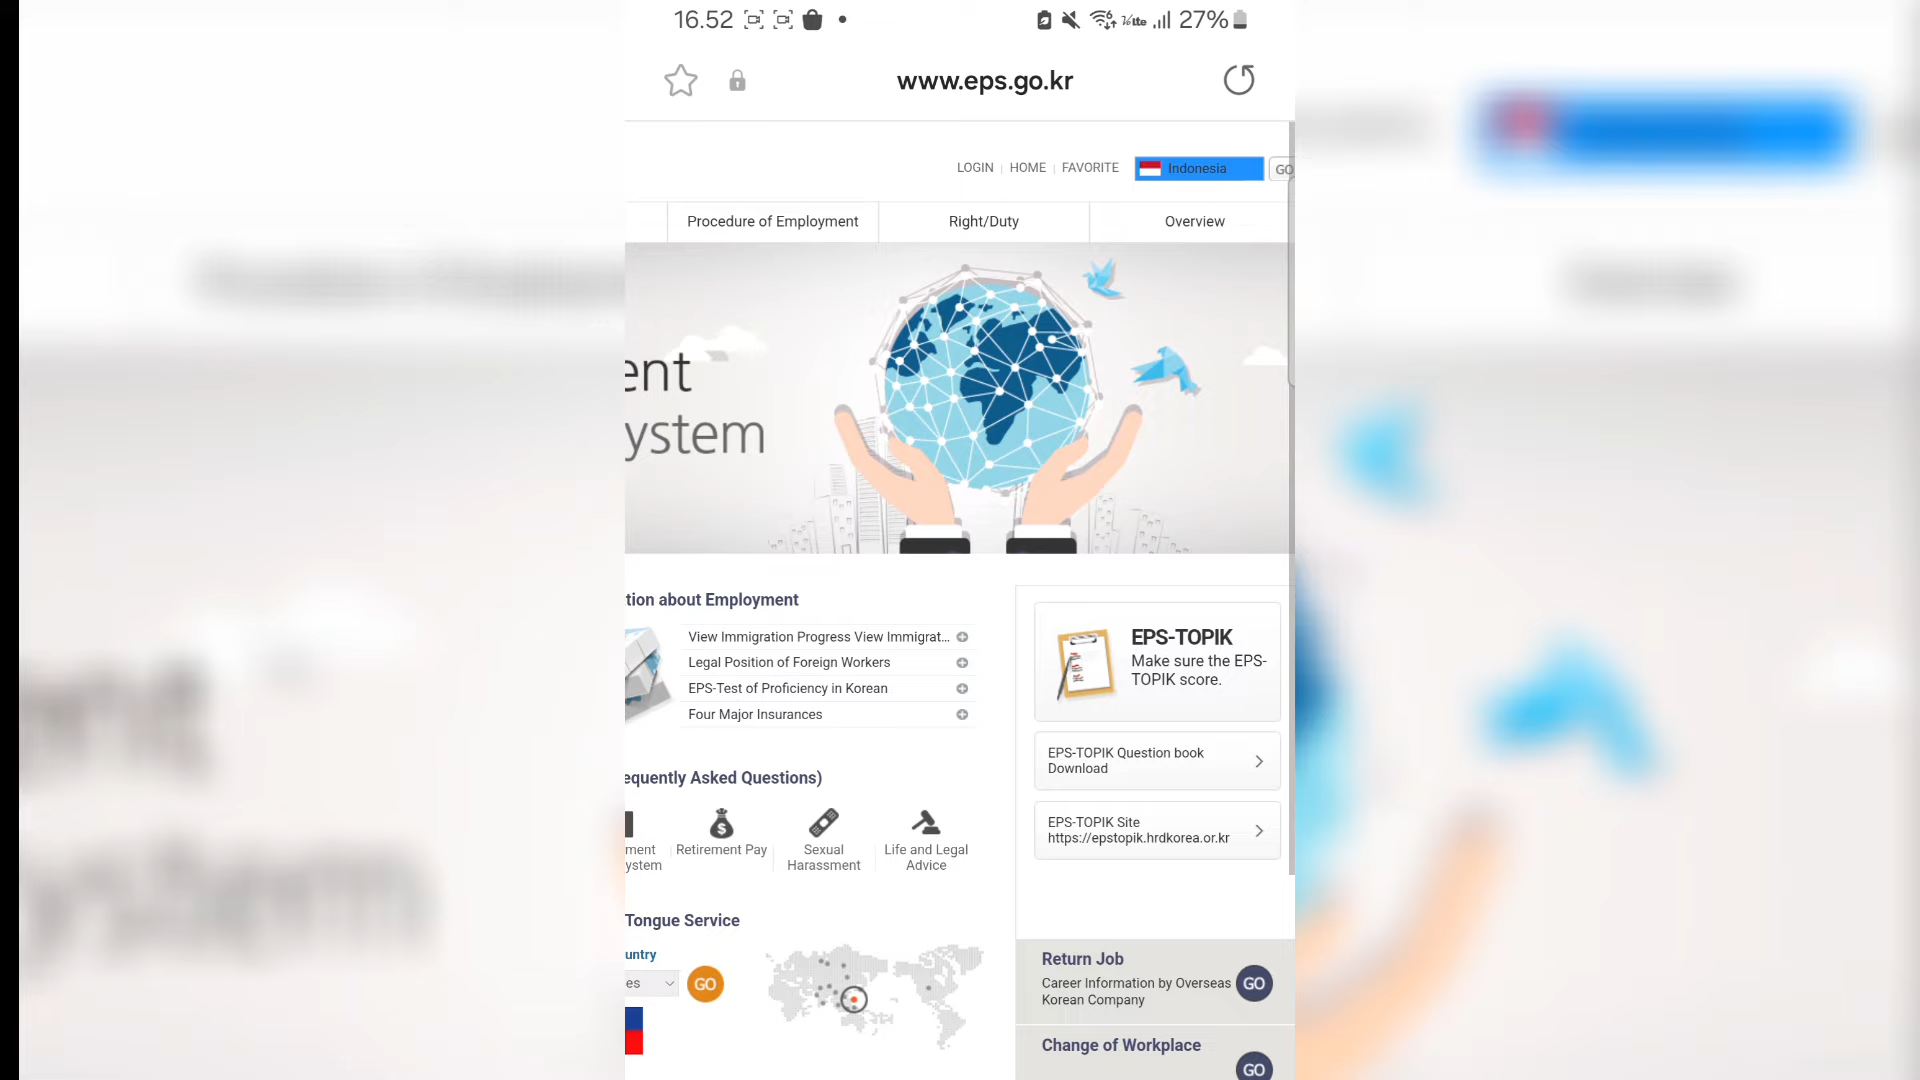 16.52
27%
www.eps.go.kr
LOGIN HOME FAVORITE Indonesia GO
Procedure of Employment Right/Duty Overview
ent
ystem
tion about Employment
View Immigration Progress View Immigrat...
Legal Position of Foreign Workers
EPS-Test of Proficiency in Korean
Four Major Insurances
EPS-TOPIK
Make sure the EPS-
TOPIK score.
EPS-TOPIK Question book
Download
EPS-TOPIK Site
https://epstopik.hrdkorea.or.kr
equently Asked Questions)
ment
ystem
Retirement Pay
Sexual
Harassment
Life and Legal
Advice
Tongue Service
untry
es
GO
Return Job
Career Information by Overseas
Korean Company
GO
Change of Workplace
GO